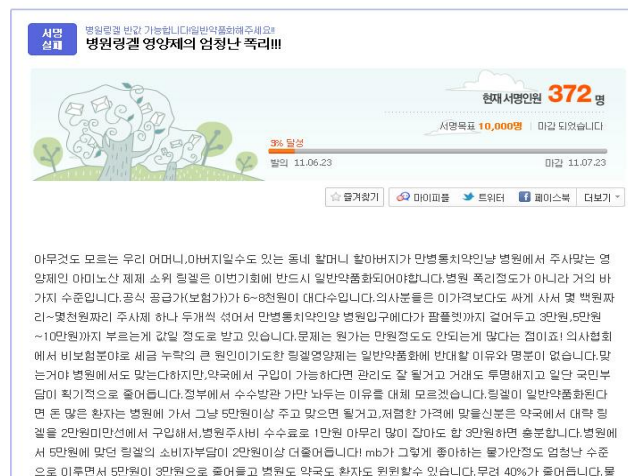 서명
실패
병원링겔 반값 가능합니다!일반약품화해주세요!!
병원링겔 영양제의 엄청난 폭리!!!
현재 서명인원 372 명
서명목표 10,000명 | 마감 되었습니다
3% 달성
발의 11.06.23
마감 11.07.23
즐겨찾기
마이피플
트위터
페이스북
더보기
아무것도 모르는 우리 어머니,아버지일수도 있는 동네 할머니 할아버지가 만병통치약인냥 병원에서 주사맞는 영
양제인 아미노산 제제 소위 링겔은 이번기회에 반드시 일반약품화되어야합니다.병원 폭리정도가 아니라 거의 바
가지 수준입니다.공식 공급가(보험가)가 6~8천원이 대다수입니다.의사분들은 이가격보다도 싸게 사서 몇 백원짜
리~몇천원짜리 주사제 하나 두개씩 섞어서 만병통치약인양 병원입구에다가 팜플렛까지 걸어두고 3만원,5만원
~10만원까지 부르는게 값일 정도로 받고 있습니다.문제는 원가는 만원정도도 안되는게 많다는 점이죠! 의사협회
에서 비보험분야로 세금 누락의 큰 원인이기도한 링겔영양제는 일반약품화에 반대할 이유와 명분이 없습니다.맞
는거야 병원에서도 맞는다하지만,약국에서 구입이 가능하다면 관리도 잘 될거고 거래도 투명해지고 일단 국민부
담이 획기적으로 줄어듭니다.정부에서 수수방관 가만 놔두는 이유를 대체 모르겠습니다.링겔이 일반약품화된다
면 돈 많은 환자는 병원에 가서 그냥 5만원이상 주고 맞으면 될거고,저렴한 가격에 맞을신분은 약국에서 대략 링
겔을 2만원미만선에서 구입해서,병원주사비 수수료로 1만원 아무리 많이 잡아도 합 3만원하면 충분합니다.병원에
서 5만원에 맞던 링겔의 소비자부담이 2만원이상 더줄어듭니다! mb가 그렇게 좋아하는 물가안정도 엄청난 수준
으로 이루면서 5만원이 3만원으로 줄어들고 병원도 약국도 환자도 윈윈할수 있습니다.무려 40%가 줄어듭니다.물